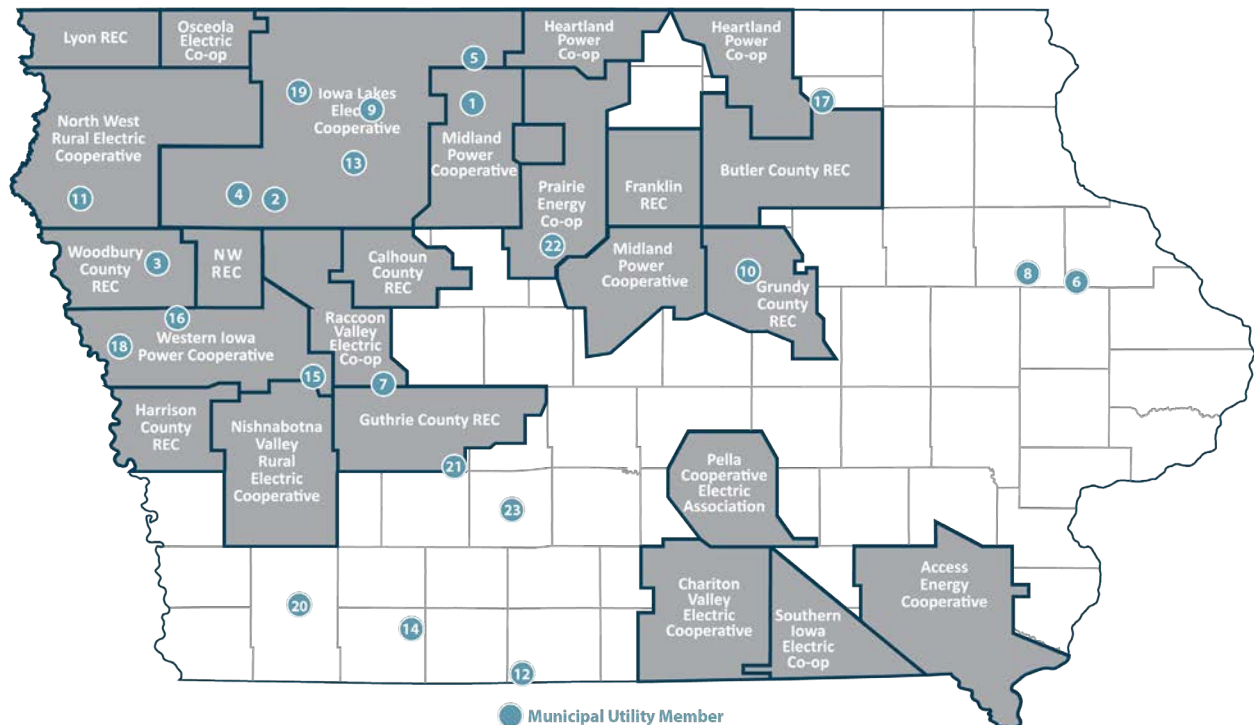 Lyon REC
Osceola
Electric
Co-op
Heartland
Power
Co-op
Heartland
Power
Co-op
5
19
Iowa Lakes
Electric
Cooperative
9
1
17
North West
Rural Electric
Cooperative
Midland
Power
Cooperative
13
Butler County REC
11
4
2
Prairie
Energy
Co-op
Franklin
REC
22
Woodbury
County
REC
3
NW
REC
Calhoun
County
REC
Midland
Power
Cooperative
10
Grundy
County
REC
8
6
16
18
Western Iowa
Power Cooperative
Raccoon
Valley
Electric
Co-op
15
7
Harrison
County
REC
Nishnabotna
Valley
Rural
Electric
Cooperative
Guthrie County REC
21
Pella
Cooperative
Electric
Association
23
20
14
12
Chariton
Valley
Electric
Cooperative
Southern
Iowa
Electric
Co-op
Access
Energy
Cooperative
Municipal Utility Member